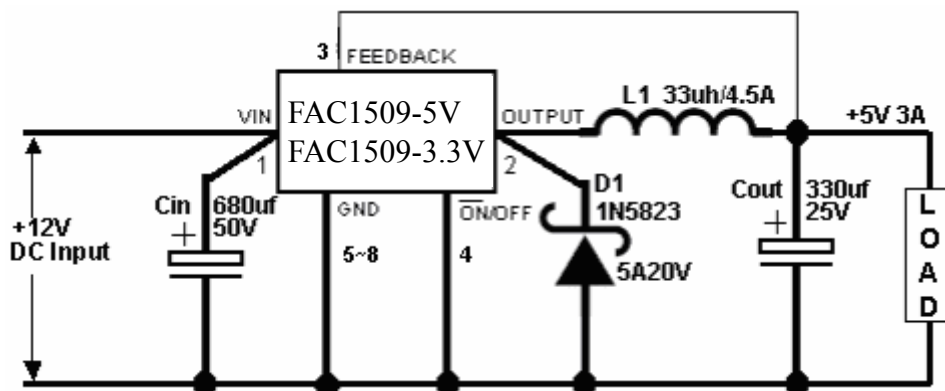 3 FEEDBACK
VIN
FAC1509-5V
FAC1509-3.3V
OUTPUT
L1 33uh/4.5A
+5V 3A
1
2
Cin
680uf
50V
+
+12V
DC Input
GND
5~8
ON/OFF
4
D1
1N5823
5A20V
Cout
330uf
25V
+
LOAD